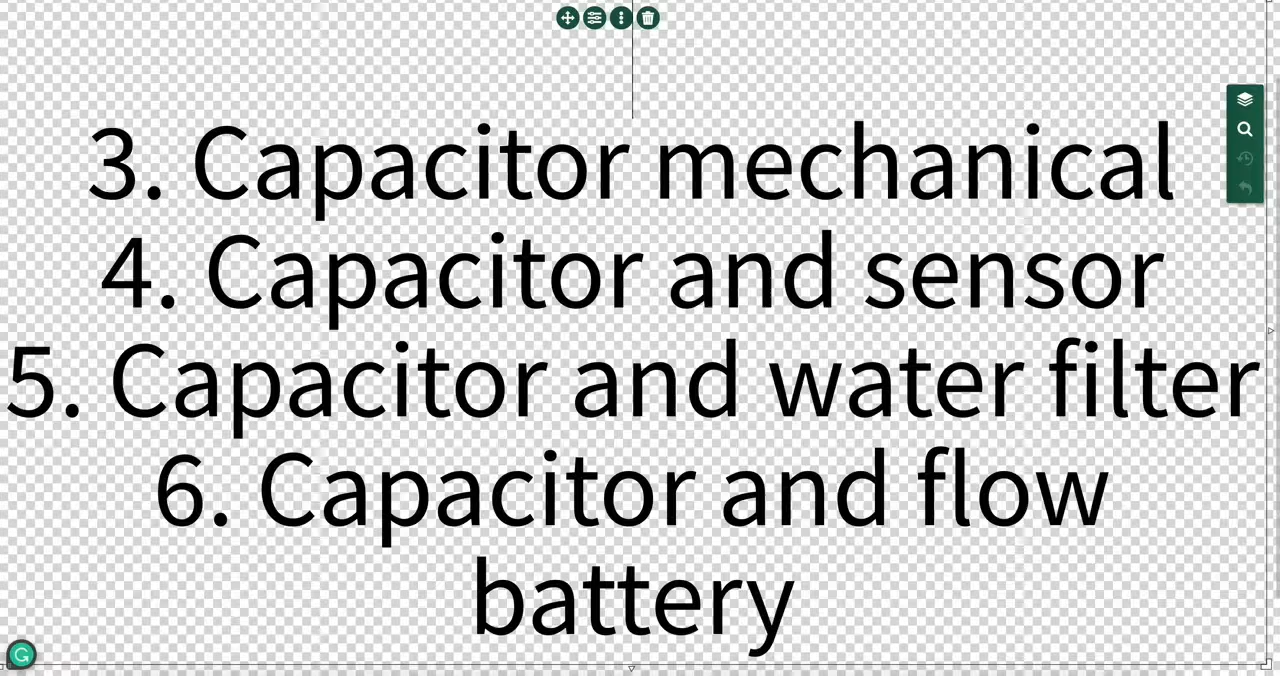 3. Capacitor mechanical
4. Capacitor and sensor
5. Capacitor and water filter
6. Capacitor and flow
battery